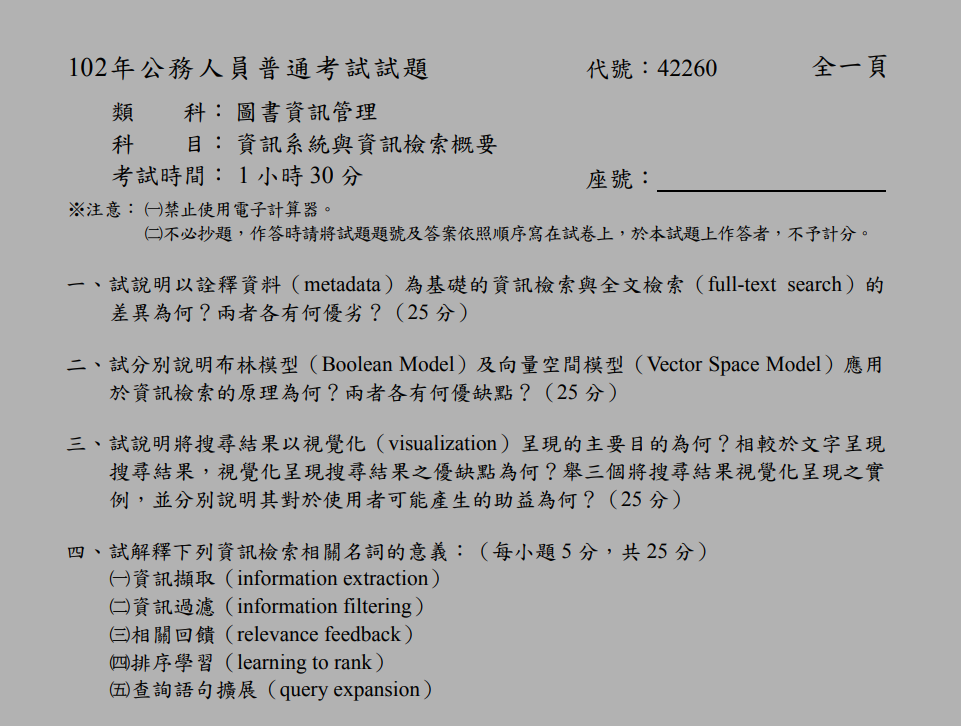 102年公務人員普通考試試題 代號：42260 全一頁
類 科：圖書資訊管理
科 目：資訊系統與資訊檢索概要
考試時間：1 小時 30 分 座號：
※注意：㈠禁止使用電子計算器。
㈡不必抄題，作答時請將試題題號及答案依照順序寫在試卷上，於本試題上作答者，不予計分。
一、試說明以詮釋資料（metadata）為基礎的資訊檢索與全文檢索（full-text search）的
差異為何？兩者各有何優劣？（25 分）
二、試分別說明布林模型（Boolean Model）及向量空間模型（Vector Space Model）應用
於資訊檢索的原理為何？兩者各有何優缺點？（25 分）
三、試說明將搜尋結果以視覺化（visualization）呈現的主要目的為何？相較於文字呈現
搜尋結果，視覺化呈現搜尋結果之優缺點為何？舉三個將搜尋結果視覺化呈現之實
例，並分別說明其對於使用者可能產生的助益為何？（25 分）
四、試解釋下列資訊檢索相關名詞的意義：（每小題 5 分，共 25 分）
㈠資訊擷取（information extraction）
㈡資訊過濾（information filtering）
㈢相關回饋（relevance feedback）
㈣排序學習（learning to rank）
㈤查詢語句擴展（query expansion）